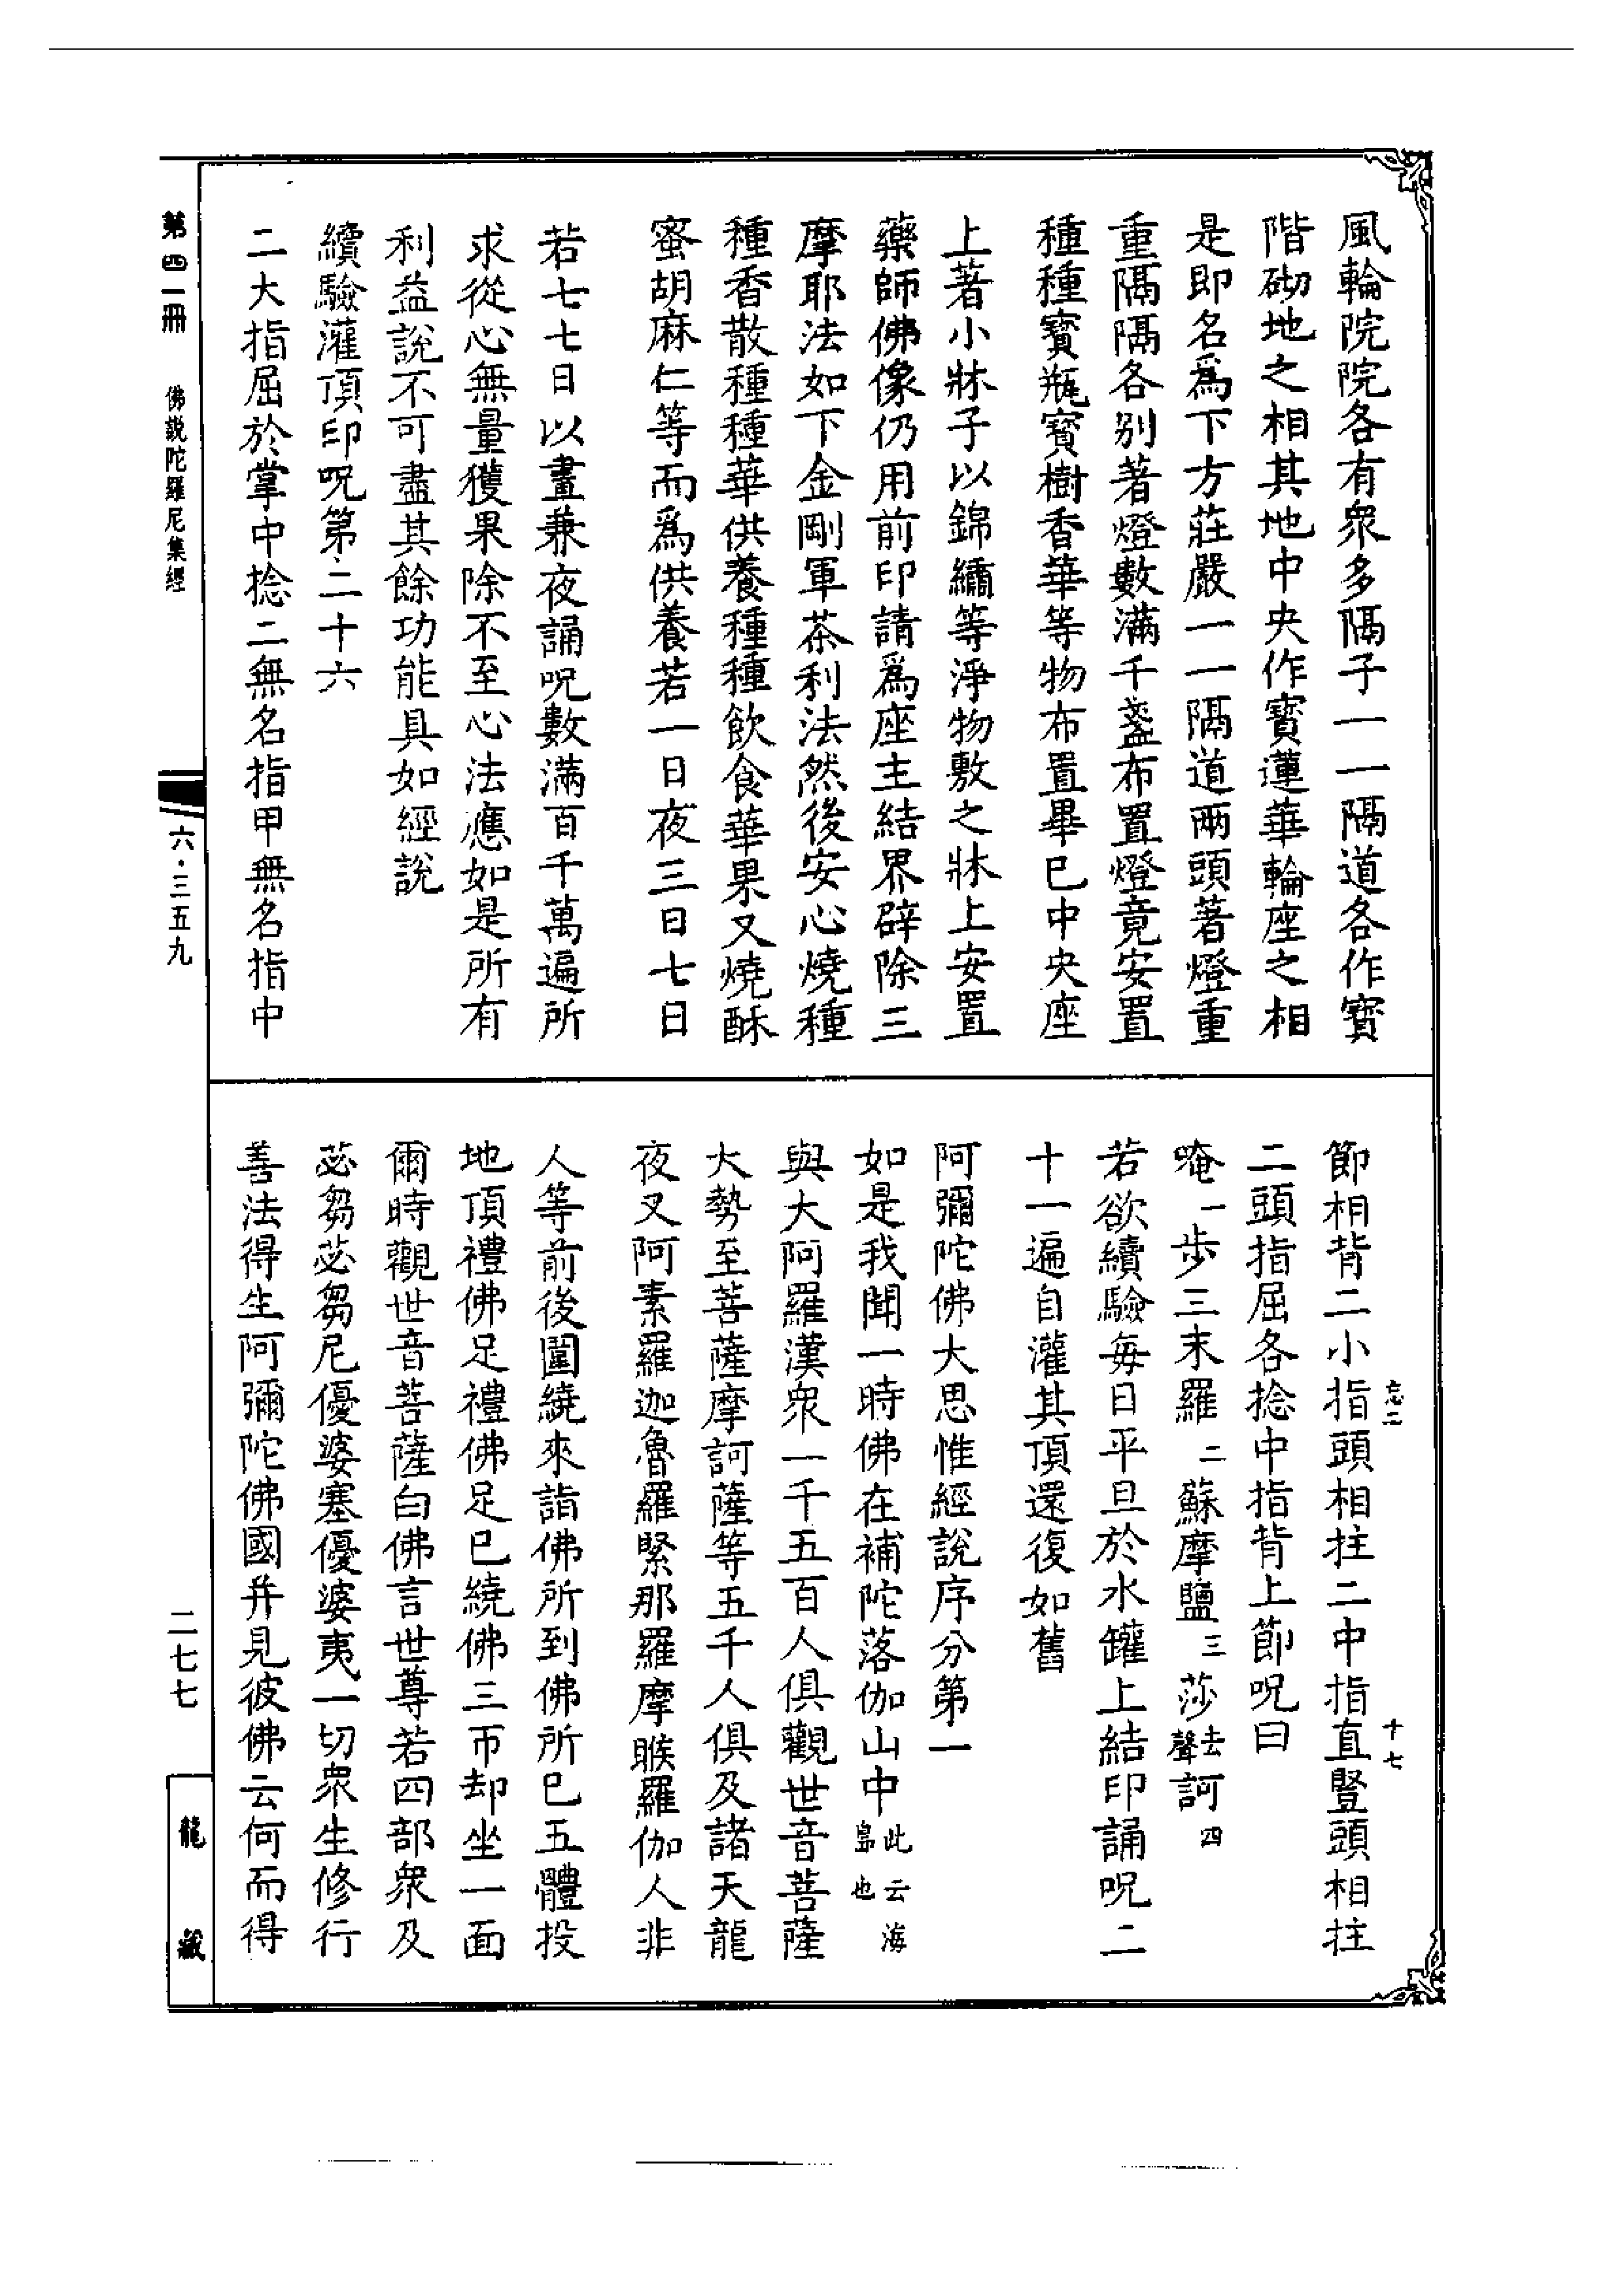 風輪院院各有衆多隔子一一隔道各作寳
階砌地之相其地中央作寳蓮華輪座之相
是即名爲下方莊嚴一一隔道兩頭著燈重
重隔隔各别著燈數滿千盞布置燈竟安置
種種寳瓶寳樹香華等物布置畢巳中央座
上著小牀子以錦繡等淨物敷之牀上安置
藥師佛像仍用前印請爲座主結界辟除三
摩耶法如下金剛軍荼利法然後安心燒種
種香散種種華供養種種飲食華果又燒酥
蜜胡麻仁等而爲供養若一日夜三日七日
若七七日以晝兼夜誦呪數滿百千萬遍所
求從心無量獲果除不至心法應如是所有
利益說不可盡其餘功能具如經說
續驗灌頂印呪第二十六
二大指屈於掌中捻二無名指甲無名指中
節相背二小指頭相拄二中指直豎頭相拄
二頭指屈各捻中指背上節呪曰
唵一步三末羅二蘇摩鹽三莎去聲訶四
若欲續驗每日平旦於水罐上結印誦呪二
十一遍自灌其頂還復如舊
阿彌陀佛大思惟經說序分第一
如是我聞一時佛在補陀落伽山中此云海島也
與大阿羅漢衆一千五百人俱觀世音菩薩
大勢至菩薩摩訶薩等五千人俱及諸天龍
夜叉阿素羅迦魯羅緊那羅摩睺羅伽人非
人等前後圍繞來詣佛所到佛所巳五體投
地頂禮佛足禮佛足巳繞佛三帀却坐一面
爾時觀世音菩薩白佛言世尊若四部衆及
苾芻苾芻尼優婆塞優婆夷一切衆生修行
善法得生阿彌陀佛國并見彼佛云何而得
忘二
十七
第四一冊
佛説陀羅尼集經
六·三五九
二七七
龍藏